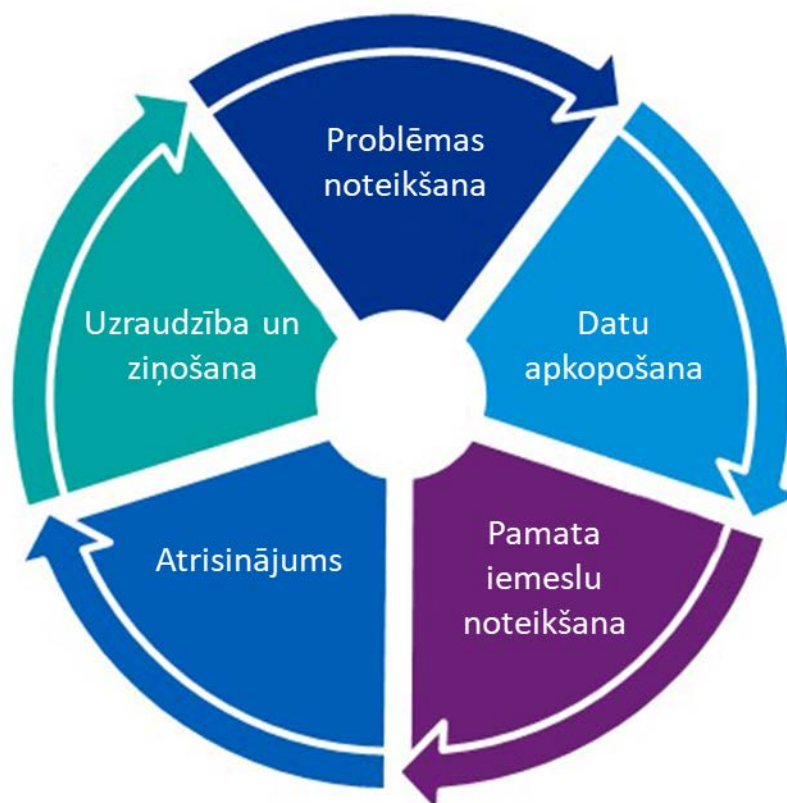 Problēmas
noteikšana
Datu
apkopošana
Pamata
iemeslu
noteikšana
Atrisinājums
Uzraudzība un
ziņošana